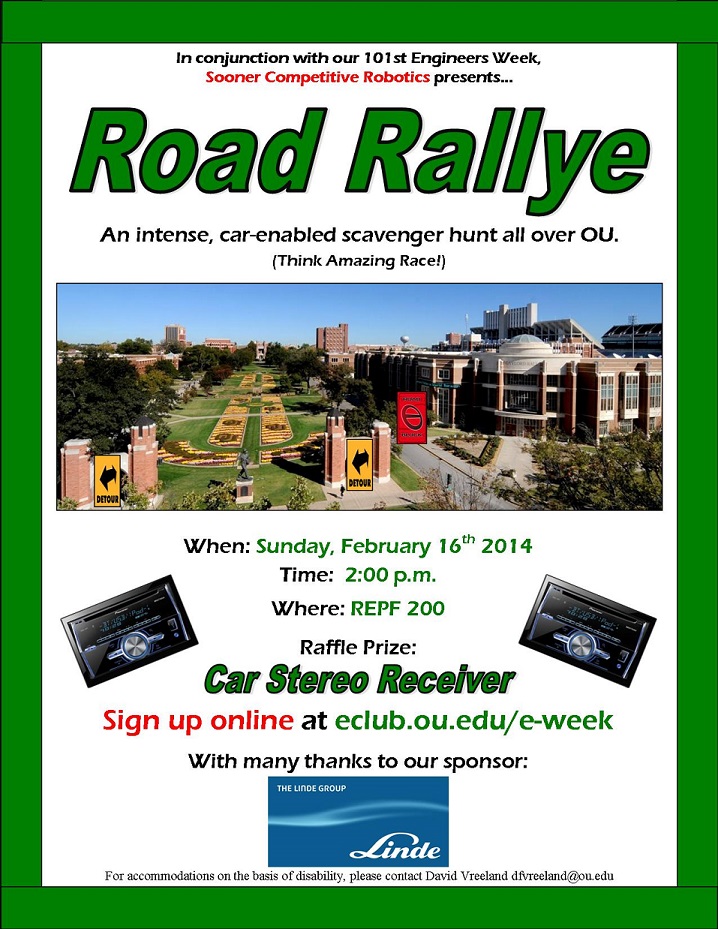 In conjunction with our 101st Engineers Week,
Sooner Competitive Robotics presents...
Road Rallye
An intense, car-enabled scavenger hunt all over OU.
(Think Amazing Race!)
DETOUR
DETOUR
When: Sunday, February 16th 2014
Time: 2:00 p.m.
Where: REPF 200
Raffle Prize:
Car Stereo Receiver
Sign up online at eclub.ou.edu/e-week
With many thanks to our sponsor:
THE LINDE GROUP
Linde
For accommodations on the basis of disability, please contact David Vreeland dfvreeland@ou.edu